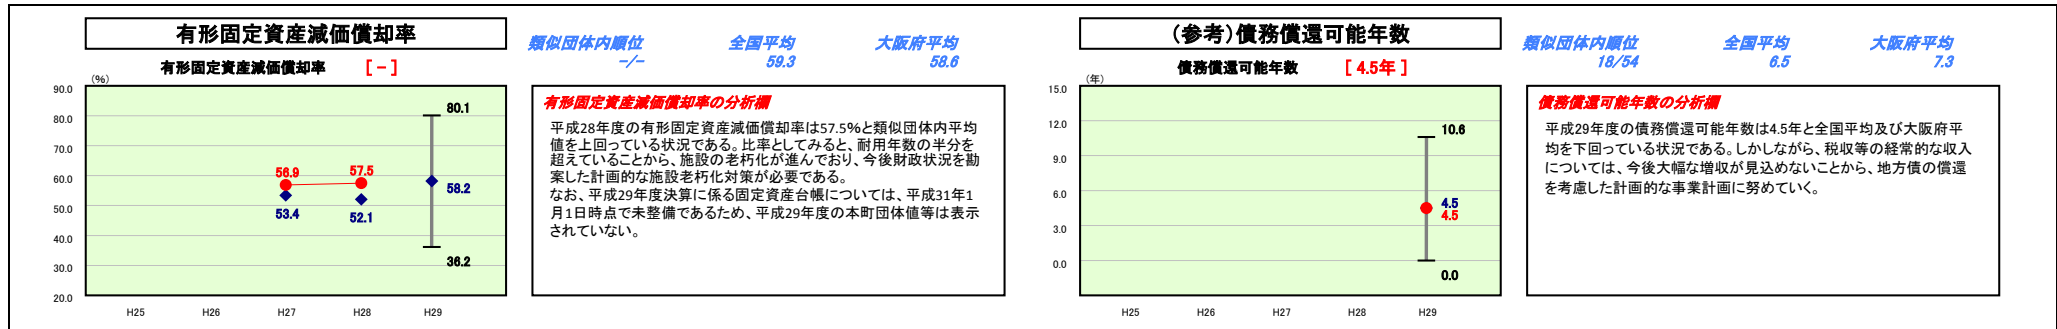 有形固定資産減価償却率
有形固定資産減価償却率 [ - ]
類似団体内順位 全国平均 大阪府平均
-/- 59.3 58.6
(%)
90.0
80.0
70.0
60.0
50.0
40.0
30.0
20.0
80.1
56.9
57.5
58.2
53.4
52.1
36.2
H25 H26 H27 H28 H29
有形固定資産減価償却率の分析欄
平成28年度の有形固定資産減価償却率は57.5%と類似団体内平均
値を上回っている状況である。比率としてみると、耐用年数の半分を
超えていることから、施設の老朽化が進んでおり、今後財政状況を勘
案した計画的な施設老朽化対策が必要である。
なお、平成29年度決算に係る固定資産台帳については、平成31年1
月1日時点で未整備であるため、平成29年度の本町団体値等は表示
されていない。
(参考)債務償還可能年数
債務償還可能年数 [ 4.5年 ]
類似団体内順位 全国平均 大阪府平均
18/54 6.5 7.3
(年)
15.0
12.0
9.0
6.0
3.0
0.0
10.6
4.5
4.5
0.0
H25 H26 H27 H28 H29
債務償還可能年数の分析欄
平成29年度の債務償還可能年数は4.5年と全国平均及び大阪府平
均を下回っている状況である。しかしながら、税収等の経常的な収入
については、今後大幅な増収が見込めないことから、地方債の償還
を考慮した計画的な事業計画に努めていく。